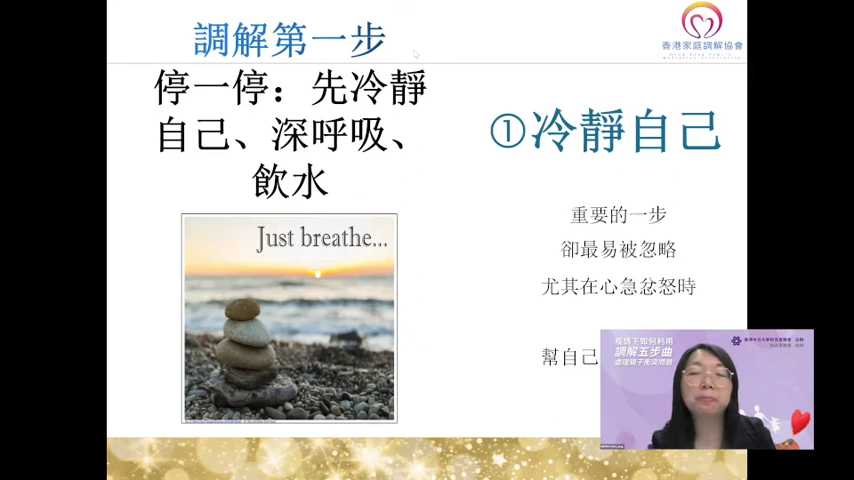 調解第一步
香港家庭調解協會
停一停：先冷靜
自己、深呼吸、
飲水
Just breathe...
①冷靜自己
重要的一步
卻最易被忽略
尤其在心急忿怒時
幫自己
疫情下如何利用
調解五步曲
處理親子衝突問題